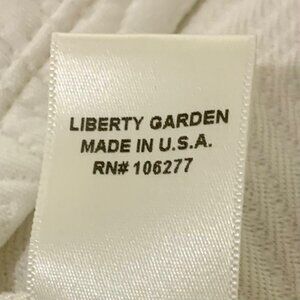 LIBERTY GARDEN
MADE IN U.S.A.
RN# 106277